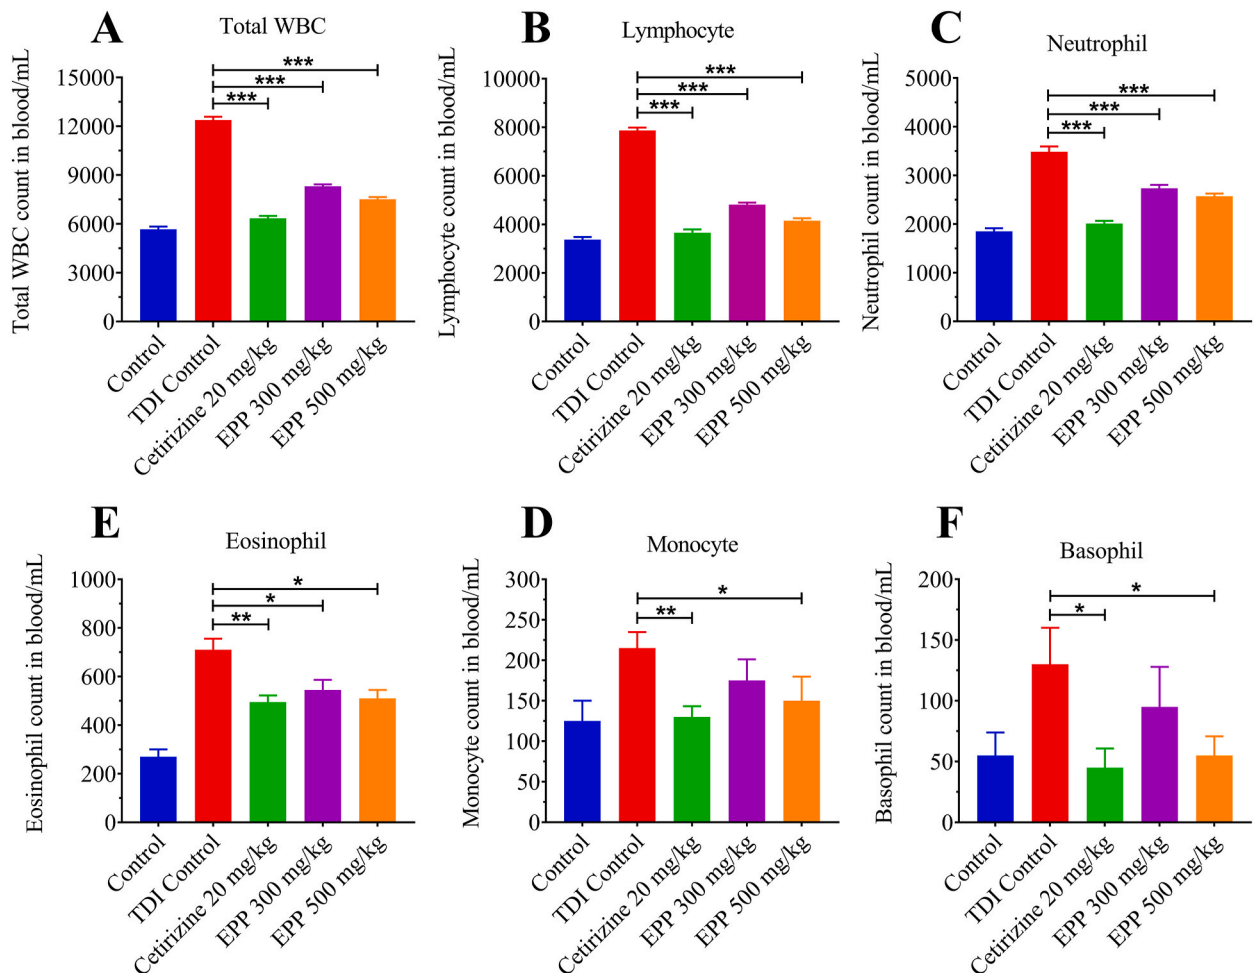 A
Total WBC
Total WBC count in blood/mL
15000
12000
9000
6000
3000
0
***
***
***
Control
TDI Control
Cetirizine 20 mg/kg
EPP 300 mg/kg
EPP 500 mg/kg
B
Lymphocyte
Lymphocyte count in blood/mL
10000
8000
6000
4000
2000
0
***
***
***
Control
TDI Control
Cetirizine 20 mg/kg
EPP 300 mg/kg
EPP 500 mg/kg
C
Neutrophil
Neutrophil count in blood/mL
5000
4000
3000
2000
1000
0
***
***
***
Control
TDI Control
Cetirizine 20 mg/kg
EPP 300 mg/kg
EPP 500 mg/kg
E
Eosinophil
Eosinophil count in blood/mL
1000
800
600
400
200
0
*
*
**
Control
TDI Control
Cetirizine 20 mg/kg
EPP 300 mg/kg
EPP 500 mg/kg
D
Monocyte
Monocyte count in blood/mL
300
250
200
150
100
50
0
*
**
Control
TDI Control
Cetirizine 20 mg/kg
EPP 300 mg/kg
EPP 500 mg/kg
F
Basophil
Basophil count in blood/mL
200
150
100
50
0
*
*
Control
TDI Control
Cetirizine 20 mg/kg
EPP 300 mg/kg
EPP 500 mg/kg